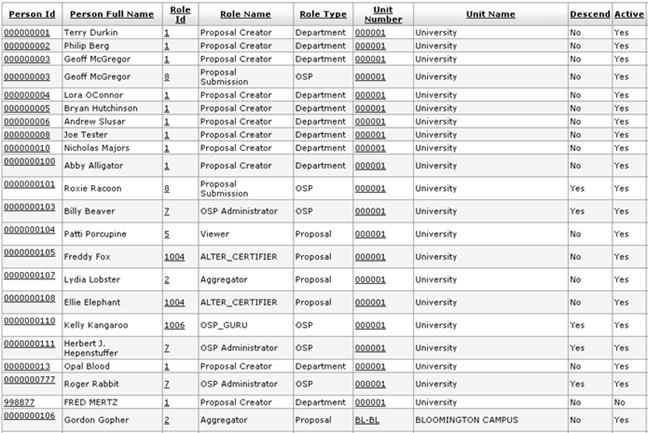 Person Id Person Full Name Role Id Role Name Role Type Unit Number Unit Name Descend Active
000000001 Terry Durkin 1 Proposal Creator Department 000001 University No Yes
000000002 Philip Berg 1 Proposal Creator Department 000001 University No Yes
000000003 Geoff McGregor 1 Proposal Creator Department 000001 University No Yes
000000003 Geoff McGregor 8 Proposal Submission OSP 000001 University No Yes
000000004 Lora OConnor 1 Proposal Creator Department 000001 University No Yes
000000005 Bryan Hutchinson 1 Proposal Creator Department 000001 University No Yes
000000006 Andrew Slusar 1 Proposal Creator Department 000001 University No Yes
000000008 Joe Tester 1 Proposal Creator Department 000001 University No Yes
000000010 Nicholas Majors 1 Proposal Creator Department 000001 University No Yes
0000000100 Abby Alligator 1 Proposal Creator Department 000001 University No Yes
0000000101 Roxie Racoon 8 Proposal Submission OSP 000001 University Yes Yes
0000000103 Billy Beaver 7 OSP Administrator OSP 000001 University Yes Yes
0000000104 Patti Porcupine 5 Viewer Proposal 000001 University No Yes
0000000105 Freddy Fox 1004 ALTER_CERTIFIER Proposal 000001 University No Yes
0000000107 Lydia Lobster 2 Aggregator Proposal 000001 University No Yes
0000000108 Ellie Elephant 1004 ALTER_CERTIFIER Proposal 000001 University No Yes
0000000110 Kelly Kangaroo 1006 OSP_GURU OSP 000001 University Yes Yes
0000000111 Herbert J. Hepenstuffer 7 OSP Administrator OSP 000001 University Yes Yes
000000013 Opal Blood 1 Proposal Creator Department 000001 University No Yes
0000000777 Roger Rabbit 7 OSP Administrator OSP 000001 University Yes Yes
998877 FRED MERTZ 1 Proposal Creator Department 000001 University No No
0000000106 Gordon Gopher 2 Aggregator Proposal BL-BL BLOOMINGTON CAMPUS No Yes